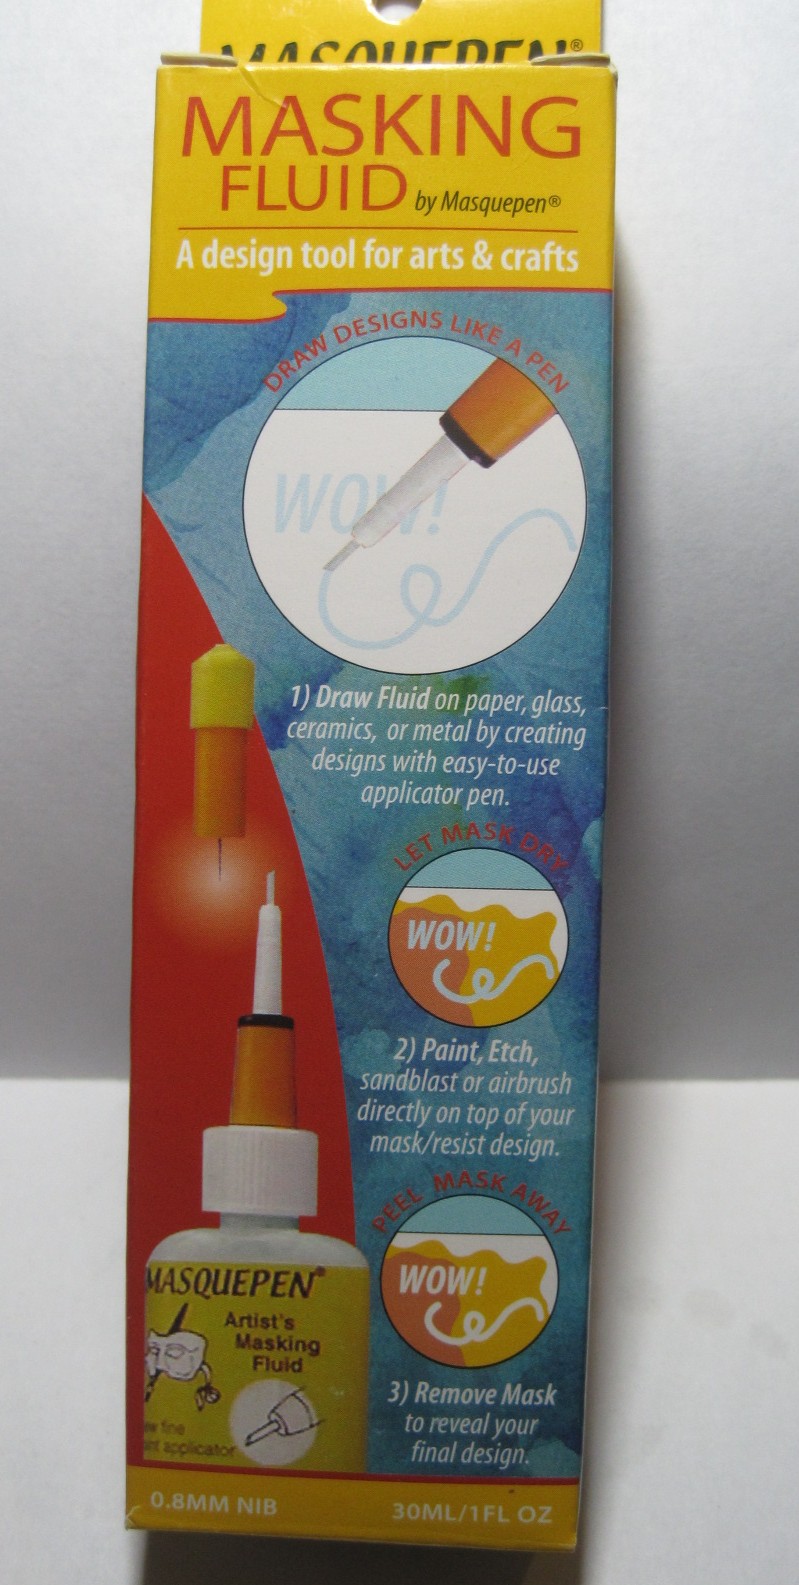 MASQUEPEN®
MASKING
FLUID by Masquepen®
A design tool for arts & crafts
DRAW DESIGNS LIKE A PEN
WOW!
1) Draw Fluid on paper, glass,
ceramics, or metal by creating
designs with easy-to-use
applicator pen.
LET MASK DRY
WOW!
2) Paint, Etch,
sandblast or airbrush
directly on top of your
mask/resist design.
PEEL MASK AWAY
WOW!
3) Remove Mask
to reveal your
final design.
MASQUEPEN®
Artist's
Masking
Fluid
fine
applicator
0.8MM NIB
30ML/1FL OZ